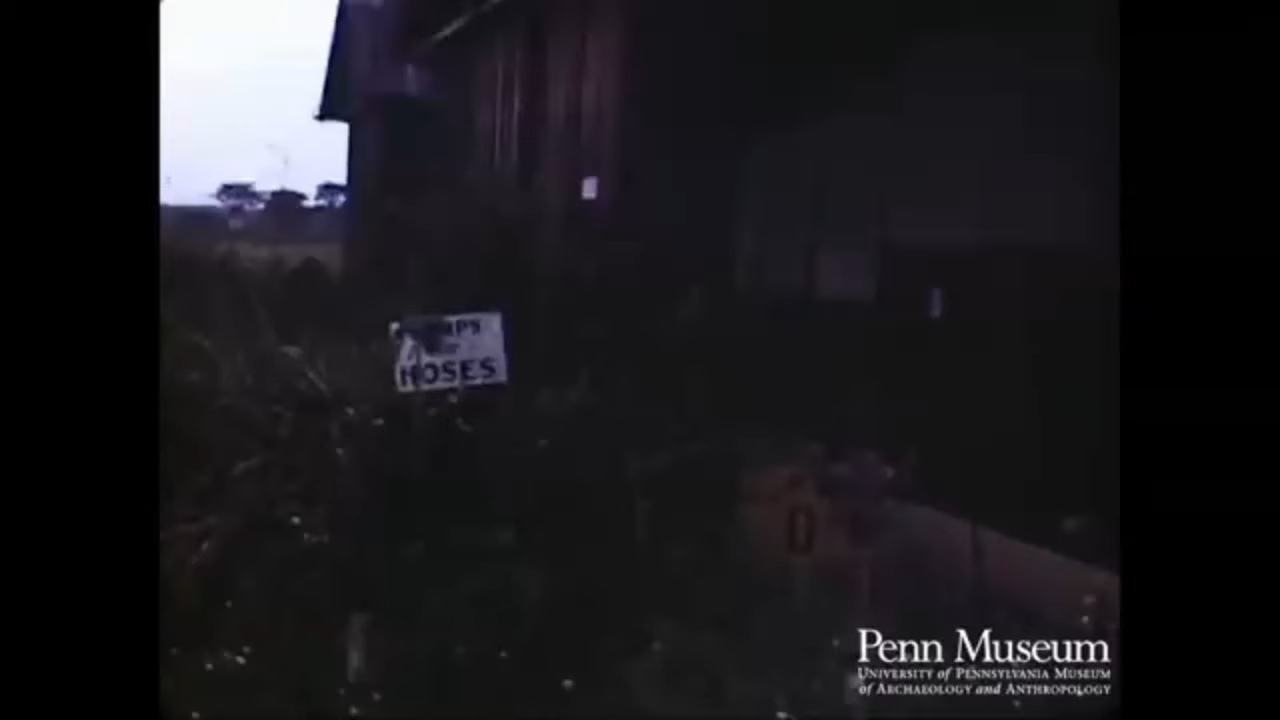 HOSES
D
Penn Museum
UNIVERSITY of PENNSYLVANIA MUSEUM
of ARCHAEOLOGY and ANTHROPOLOGY